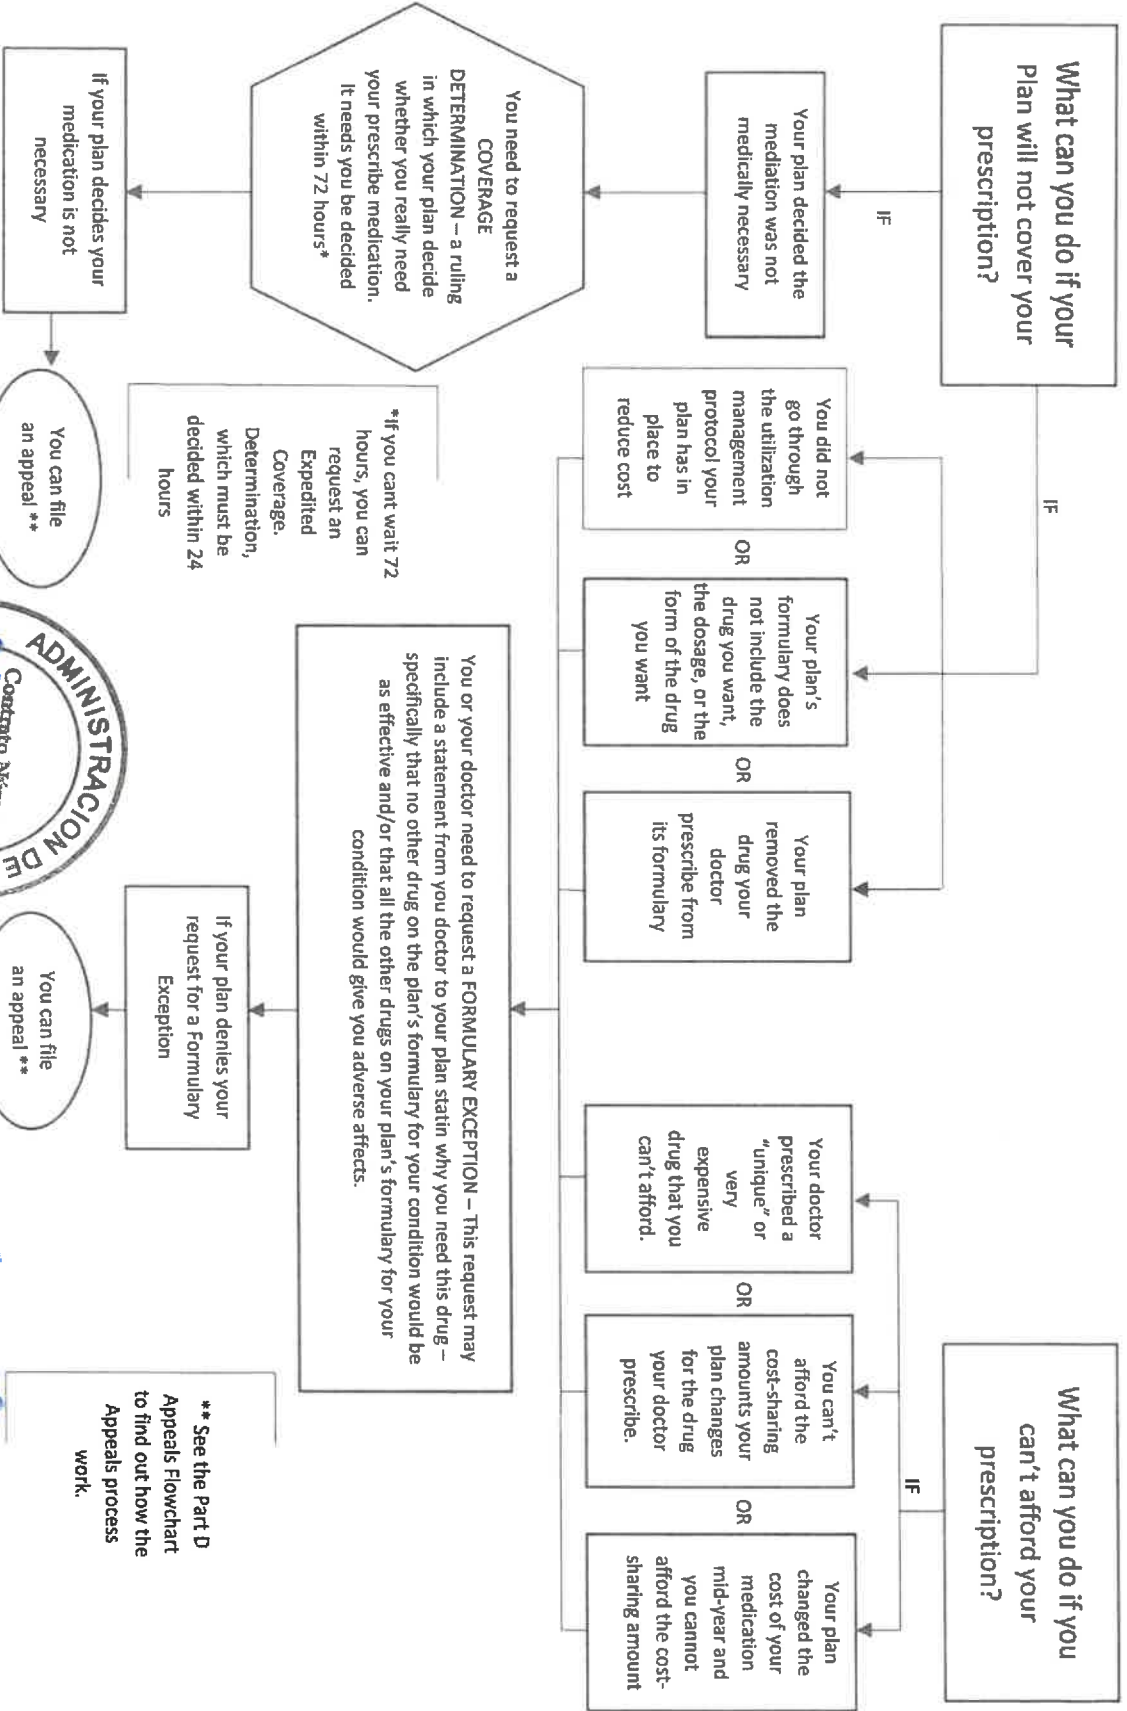 What can you do if your
Plan will not cover your
prescription?
What can you do if you
can't afford your
prescription?
IF
IF
IF
Your plan decided the
mediation was not
medically necessary
You did not
go through
the utilization
management
protocol your
plan has in
place to
reduce cost
OR
Your plan's
formulary does
not include the
drug you want,
the dosage, or the
form of the drug
you want
OR
Your plan
removed the
drug your
doctor
prescribe from
its formulary
Your doctor
prescribed a
"unique" or
very
expensive
drug that you
can't afford.
OR
You can't
afford the
cost-sharing
amounts your
plan changes
for the drug
your doctor
prescribe.
OR
Your plan
changed the
cost of your
medication
mid-year and
you cannot
afford the cost-
sharing amount
You need to request a
COVERAGE
DETERMINATION – a ruling
in which your plan decide
whether you really need
your prescribe medication.
It needs you be decided
within 72 hours*
*If you cant wait 72
hours, you can
request an
Expedited
Coverage.
Determination,
which must be
decided within 24
hours
You or your doctor need to request a FORMULARY EXCEPTION – This request may
include a statement from you doctor to your plan statin why you need this drug –
specifically that no other drug on the plan's formulary for your condition would be
as effective and/or that all the other drugs on your plan's formulary for your
condition would give you adverse affects.
If your plan decides your
medication is not
necessary
You can file
an appeal **
If your plan denies your
request for a Formulary
Exception
You can file
an appeal **
** See the Part D
Appeals Flowchart
to find out how the
Appeals process
work.
ADMINISTRACION DE
Contrato